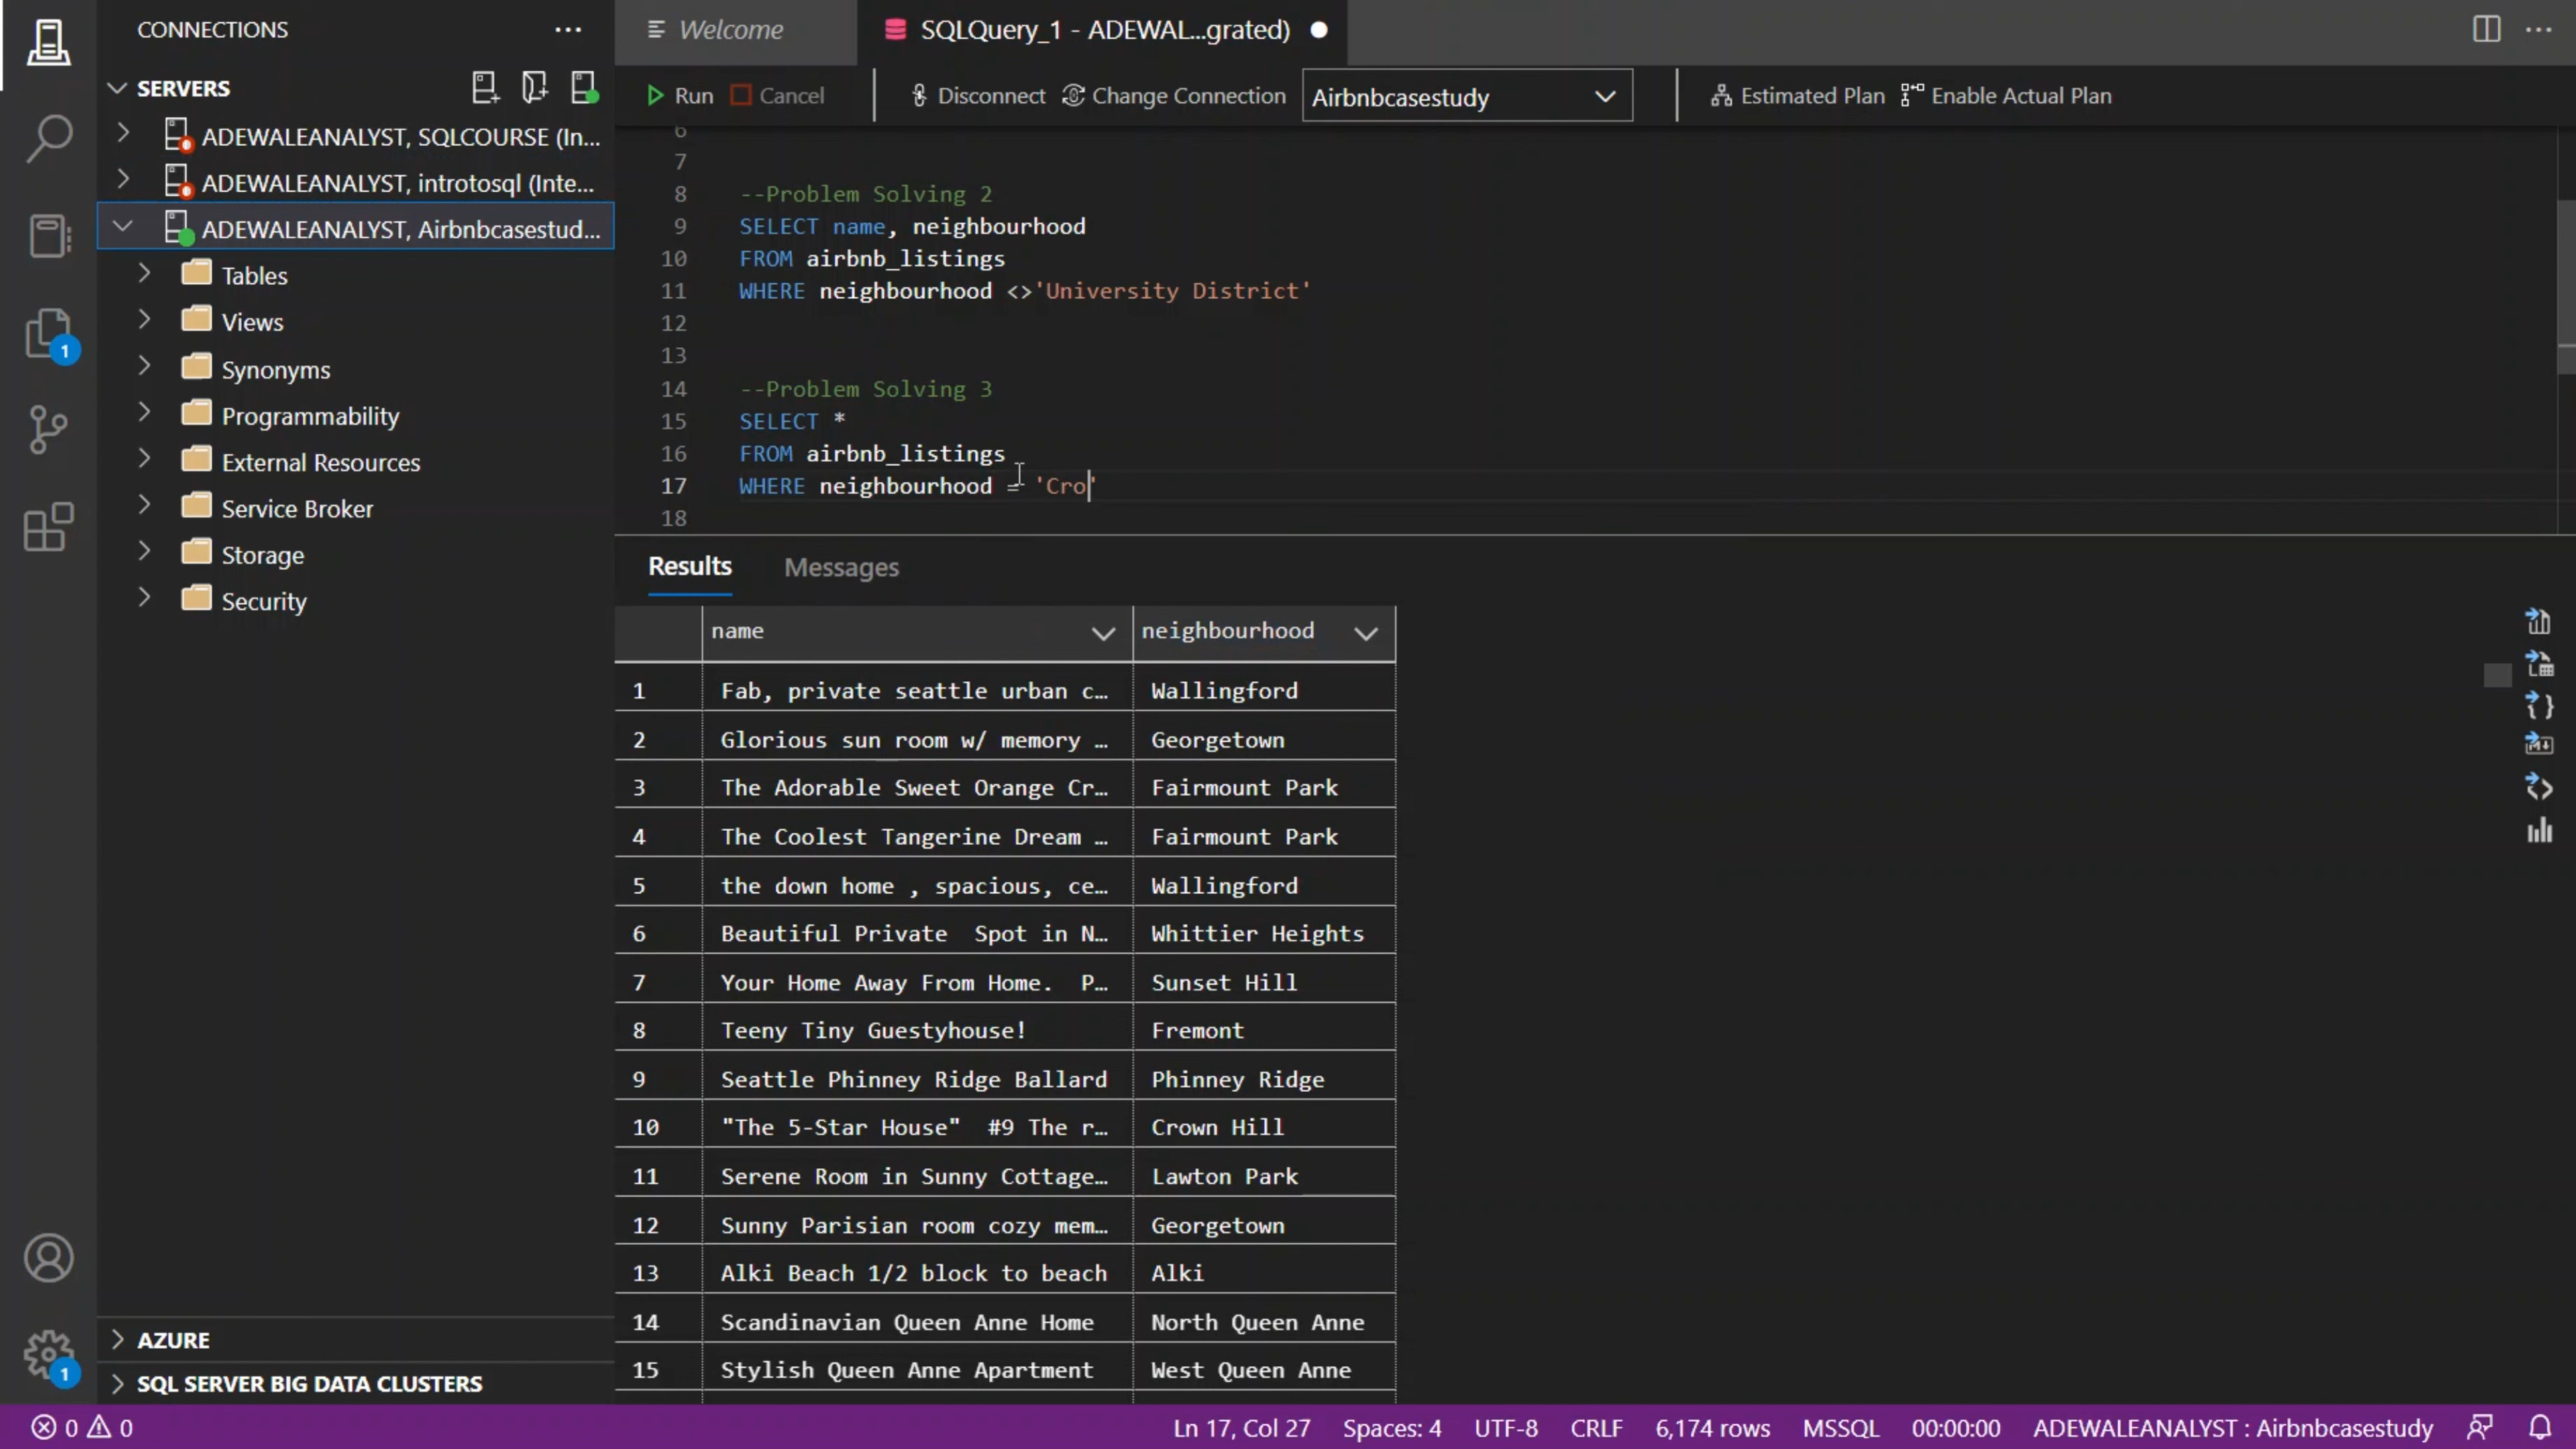 CONNECTIONS
SERVERS
ADEWALEANALYST, SQLCOURSE (In...
ADEWALEANALYST, introtosql (Inte...
ADEWALEANALYST, Airbnbcasestud...
Tables
Views
Synonyms
Programmability
External Resources
Service Broker
Storage
Security
AZURE
SQL SERVER BIG DATA CLUSTERS
1
1
Welcome
SQLQuery_1 - ADEWAL...grated)
Run Cancel Disconnect Change Connection Airbnbcasestudy Estimated Plan Enable Actual Plan
6
7
8 --Problem Solving 2
9 SELECT name, neighbourhood
10 FROM airbnb_listings
11 WHERE neighbourhood <>'University District'
12
13
14 --Problem Solving 3
15 SELECT *
16 FROM airbnb_listings
17 WHERE neighbourhood = 'Cro'
18
Results Messages
name neighbourhood
1 Fab, private seattle urban c... Wallingford
2 Glorious sun room w/ memory ... Georgetown
3 The Adorable Sweet Orange Cr... Fairmount Park
4 The Coolest Tangerine Dream ... Fairmount Park
5 the down home , spacious, ce... Wallingford
6 Beautiful Private  Spot in N... Whittier Heights
7 Your Home Away From Home.  P... Sunset Hill
8 Teeny Tiny Guestyhouse! Fremont
9 Seattle Phinney Ridge Ballard Phinney Ridge
10 "The 5-Star House"  #9 The r... Crown Hill
11 Serene Room in Sunny Cottage... Lawton Park
12 Sunny Parisian room cozy mem... Georgetown
13 Alki Beach 1/2 block to beach Alki
14 Scandinavian Queen Anne Home North Queen Anne
15 Stylish Queen Anne Apartment West Queen Anne
0 0 Ln 17, Col 27 Spaces: 4 UTF-8 CRLF 6,174 rows MSSQL 00:00:00 ADEWALEANALYST : Airbnbcasestudy